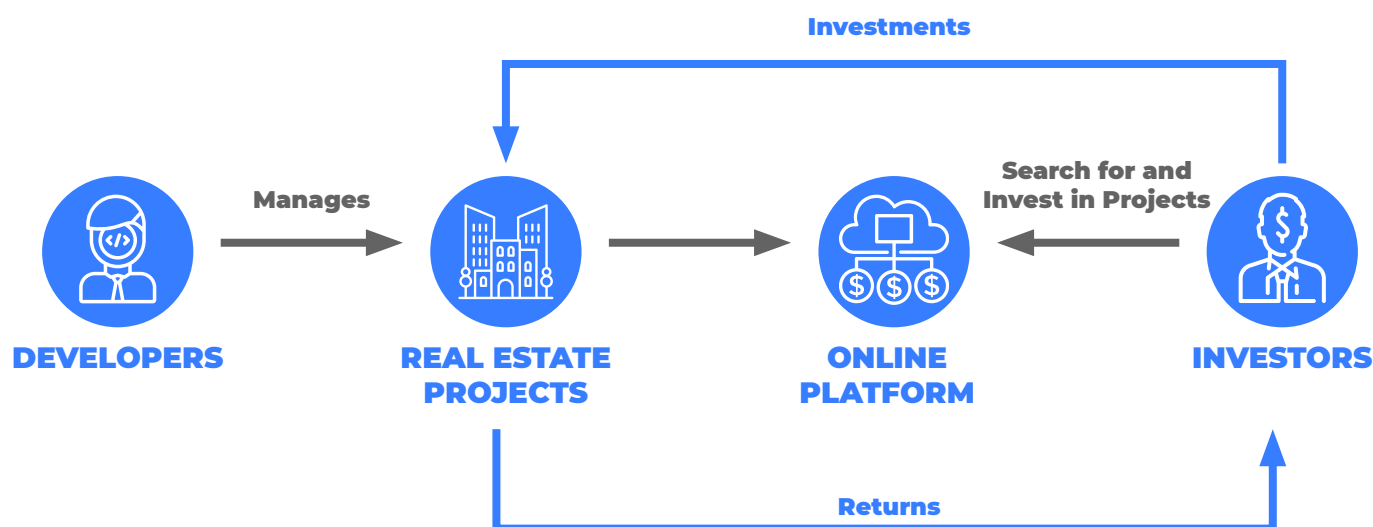 Investments
Search for and
Invest in Projects
Manages
</>
$
$ $ $
DEVELOPERS
REAL ESTATE
PROJECTS
ONLINE
PLATFORM
INVESTORS
Returns